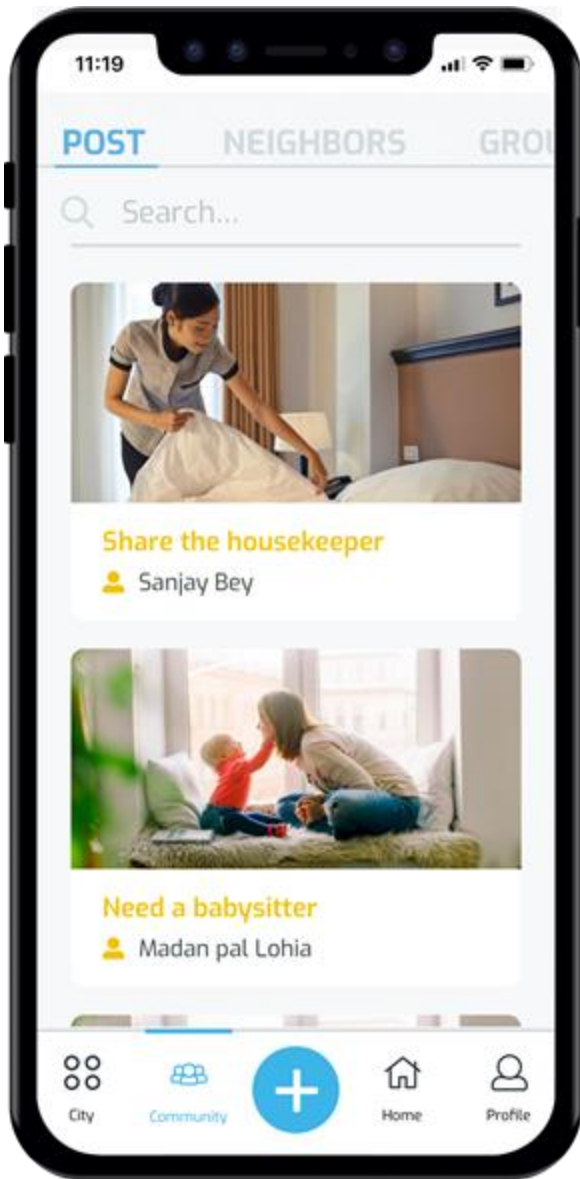 11:19
POST NEIGHBORS GROU
Search...
Share the housekeeper
Sanjay Bey
Need a babysitter
Madan pal Lohia
City Community Home Profile